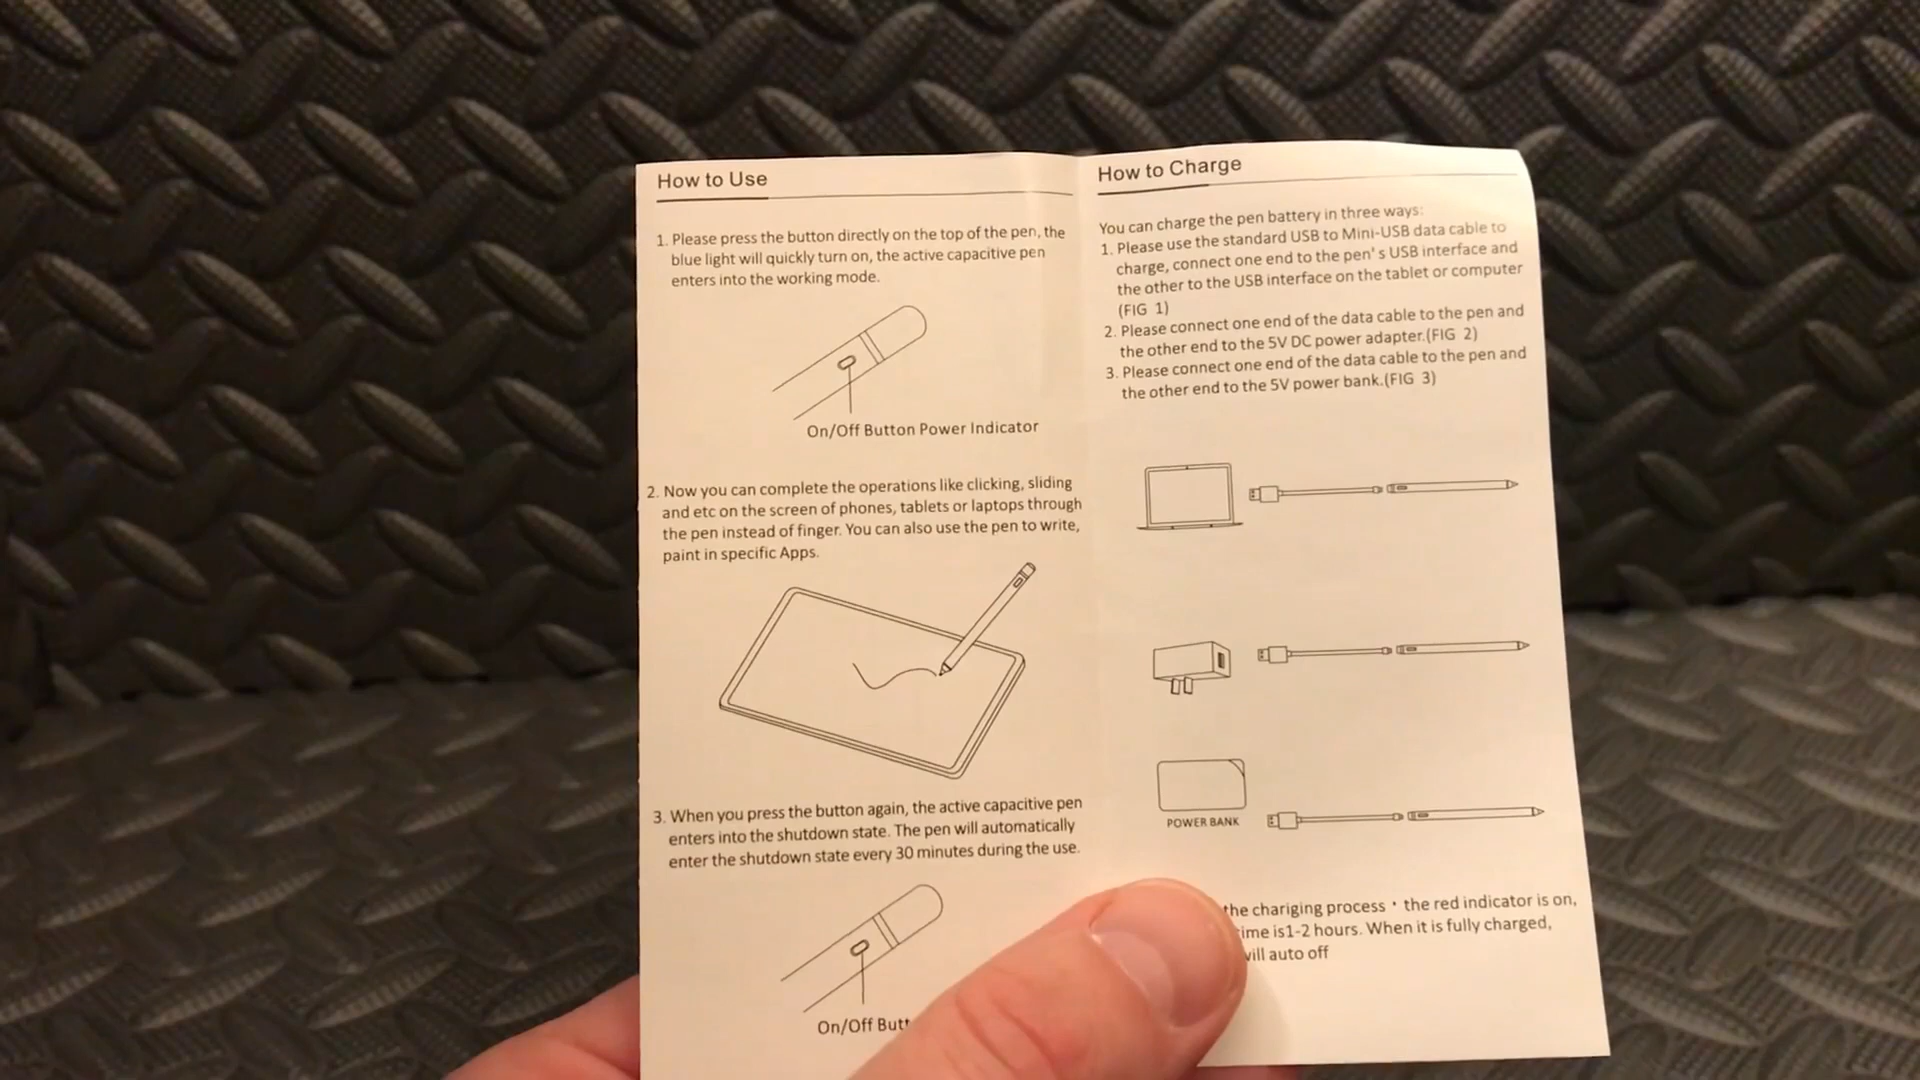 How to Use
1. Please press the button directly on the top of the pen, the
blue light will quickly turn on, the active capacitive pen
enters into the working mode.
On/Off Button Power Indicator
2. Now you can complete the operations like clicking, sliding
and etc on the screen of phones, tablets or laptops through
the pen instead of finger. You can also use the pen to write,
paint in specific Apps.
3. When you press the button again, the active capacitive pen
enters into the shutdown state. The pen will automatically
enter the shutdown state every 30 minutes during the use.
On/Off
How to Charge
You can charge the pen battery in three ways:
1. Please use the standard USB to Mini-USB data cable to
charge, connect one end to the pen's USB interface and
the other to the USB interface on the tablet or computer
(FIG 1)
2. Please connect one end of the data cable to the pen and
the other end to the 5V DC power adapter.(FIG 2)
3. Please connect one end of the data cable to the pen and
the other end to the 5V power bank.(FIG 3)
POWER BANK
the chariging process ' the red indicator is on,
is1-2 hours. When it is fully charged,
auto off